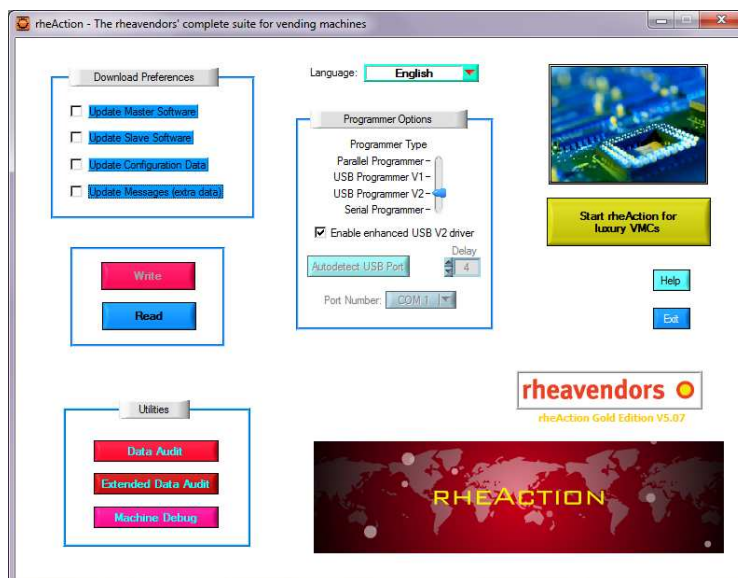 rheAction - The rheavendors' complete suite for vending machines
Download Preferences
Update Master Software
Update Slave Software
Update Configuration Data
Update Messages (extra data)
Write
Read
Utilities
Data Audit
Extended Data Audit
Machine Debug
Language: English
Programmer Options
Programmer Type
Parallel Programmer
USB Programmer V1
USB Programmer V2
Serial Programmer
Enable enhanced USB V2 driver
Delay
Autodetect USB Port 4
Port Number: COM 1
Start rheAction for
luxury VMCs
Help
Exit
rheavendors
rheAction Gold Edition V5.07
RHEACTION